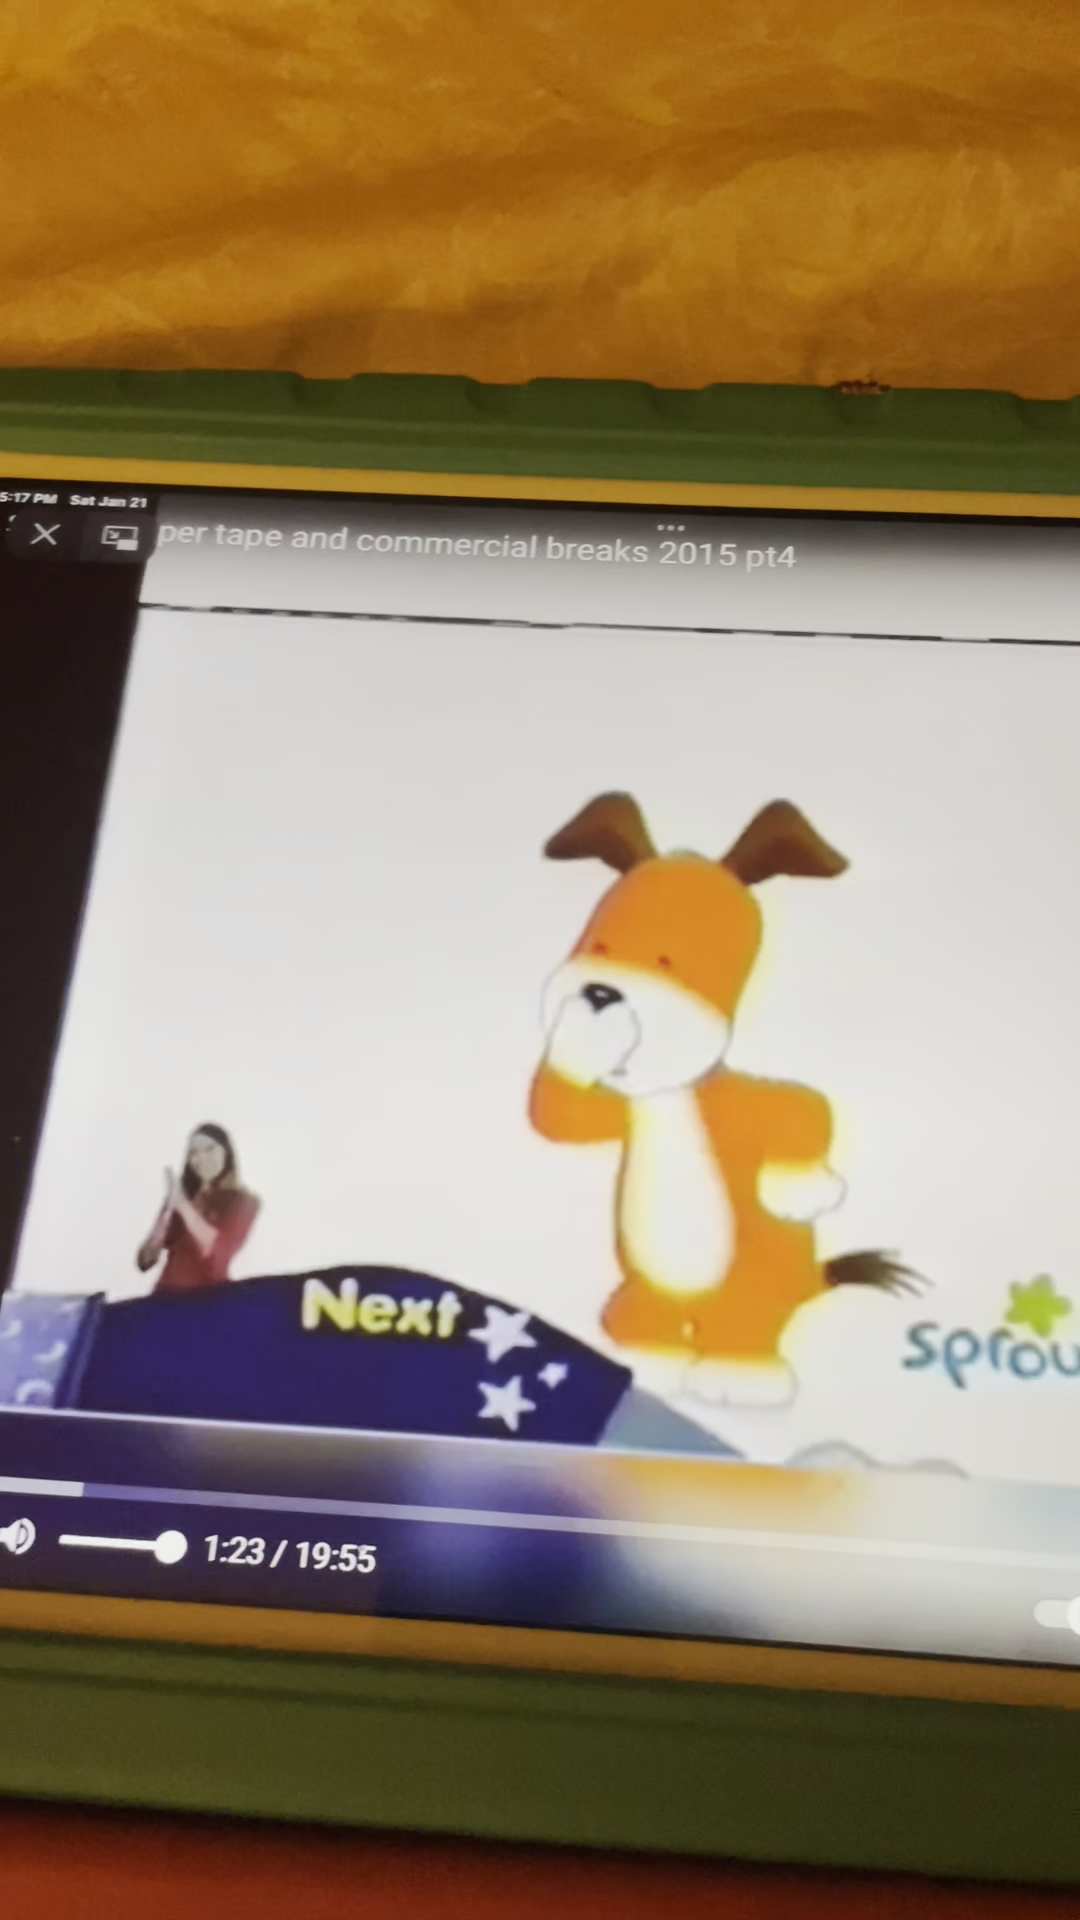 5:17 PM Sat Jan 21
per tape and commercial breaks 2015 pt4
Next
sprou
1:23 / 19:55